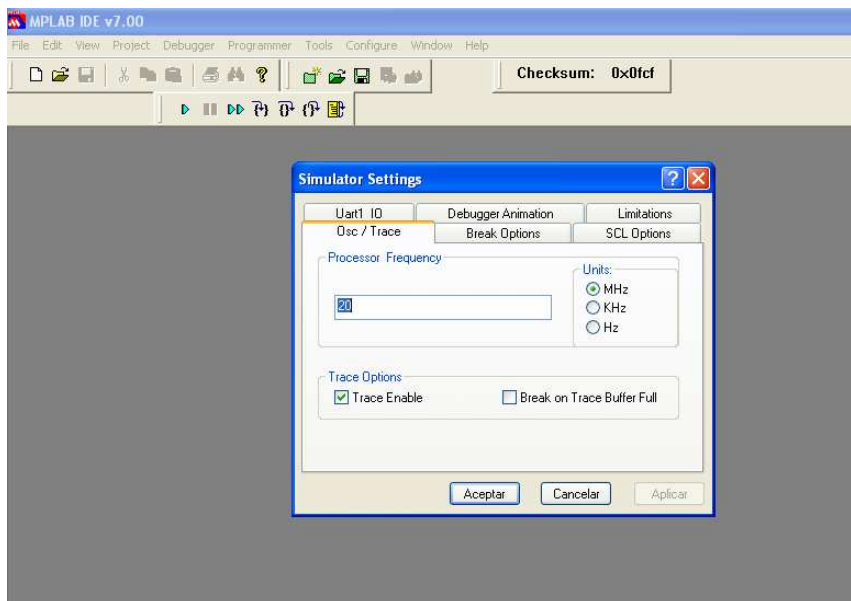 MPLAB IDE v7.00
File Edit View Project Debugger Programmer Tools Configure Window Help
Checksum: 0x0fcf
Simulator Settings
Uart1 IO Debugger Animation Limitations
Osc / Trace Break Options SCL Options
Processor Frequency
Units:
20
MHz
KHz
Hz
Trace Options
Trace Enable Break on Trace Buffer Full
Aceptar Cancelar Aplicar